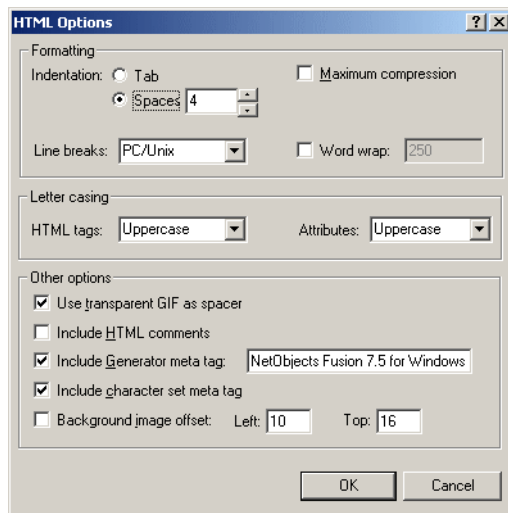 HTML Options
Formatting
Indentation: Tab Maximum compression
Spaces 4
Line breaks: PC/Unix Word wrap: 250
Letter casing
HTML tags: Uppercase Attributes: Uppercase
Other options
Use transparent GIF as spacer
Include HTML comments
Include Generator meta tag: NetObjects Fusion 7.5 for Windows
Include character set meta tag
Background image offset: Left: 10 Top: 16
OK Cancel